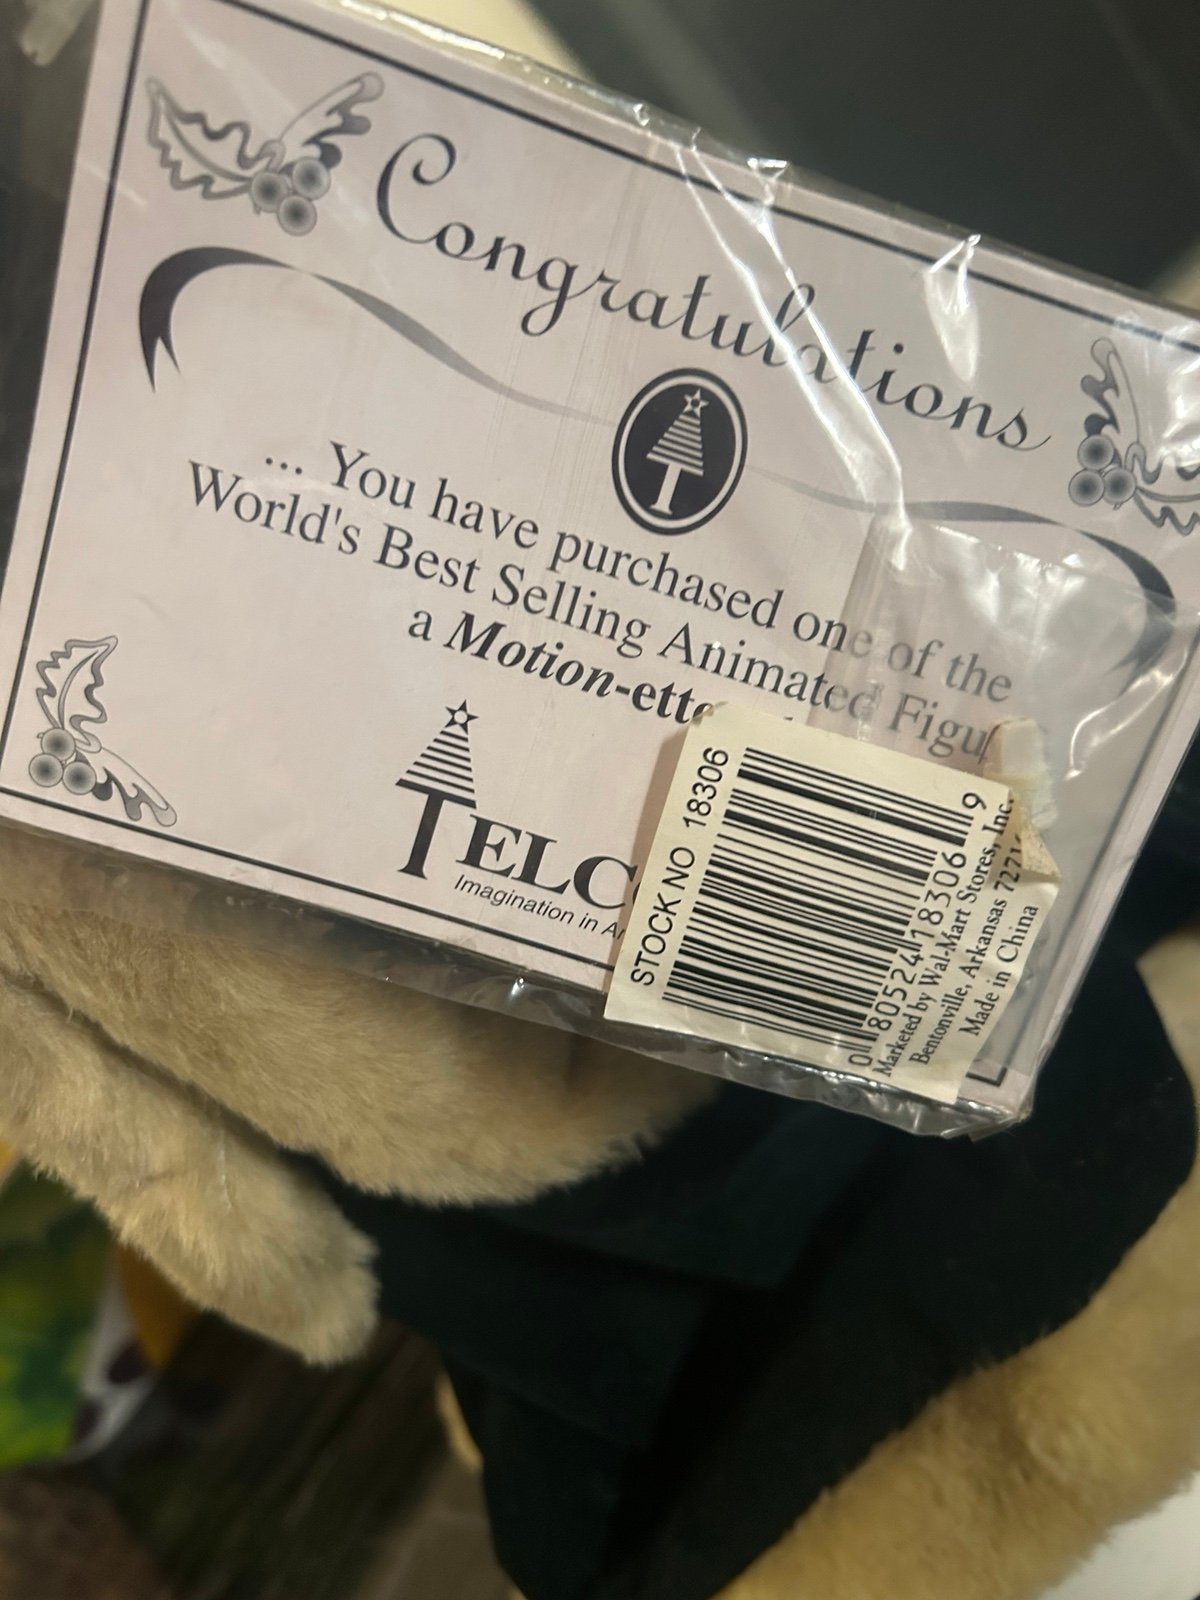 Congratulations
T
... You have purchased one of the
World's Best Selling Animated Figu
a Motion-ette
TELC
Imagination in
STOCK NO 18306
0 80524 18306 9
Marketed by Wal-Mart Stores, Inc.
Bentonville, Arkansas 7271
Made in China